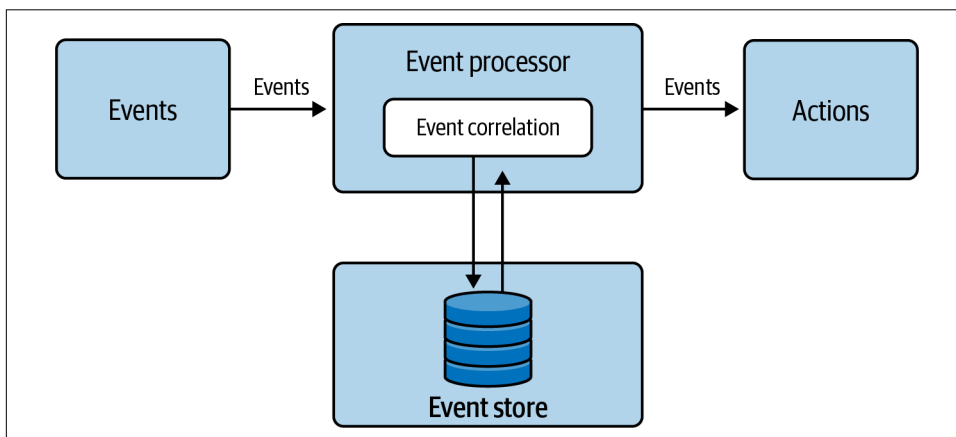 Events
Events
Event processor
Event correlation
Events
Actions
Event store